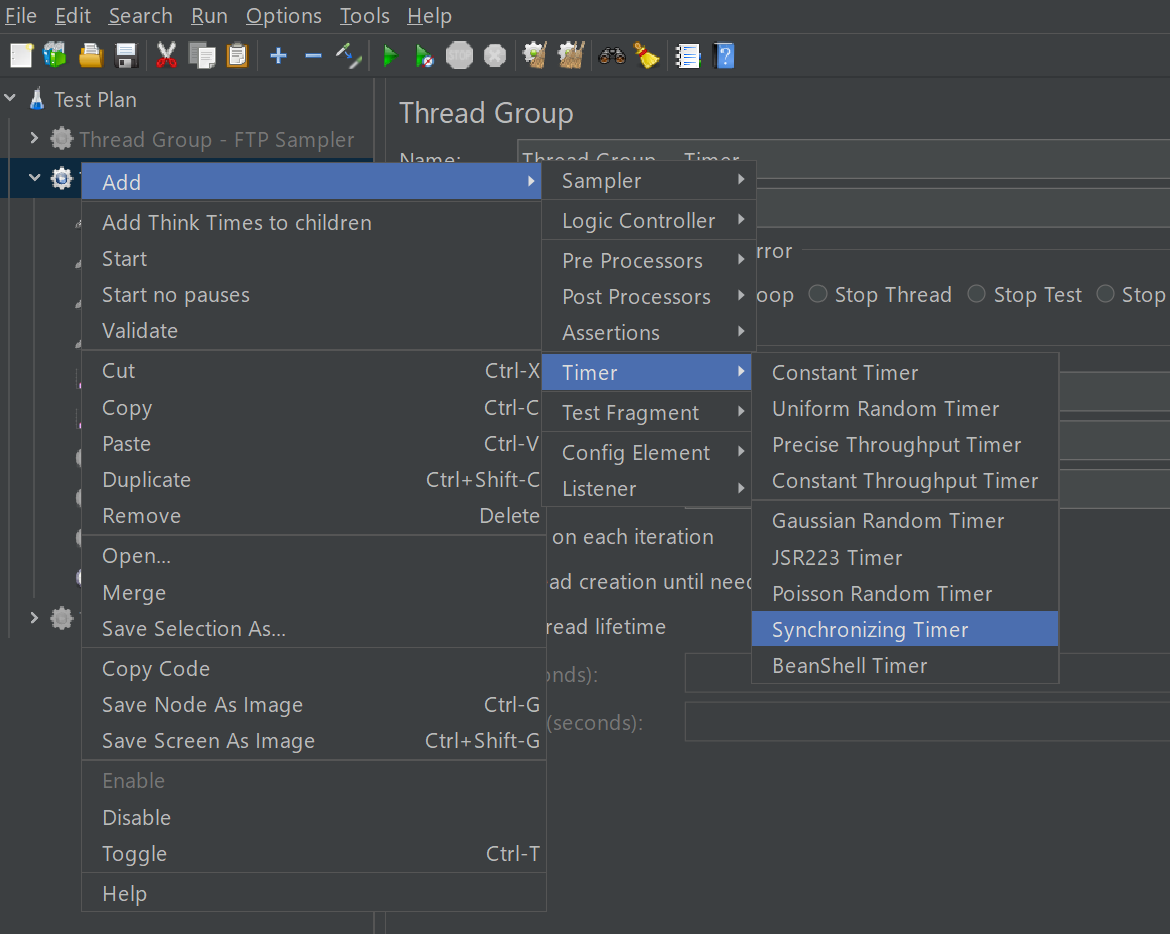 File Edit Search Run Options Tools Help
STOP
Test Plan
Thread Group - FTP Sampler
Thread Group
Name:
Thread Group - Timer
Add
Add Think Times to children
Start
Start no pauses
Validate
Cut Ctrl-X
Copy Ctrl-C
Paste Ctrl-V
Duplicate Ctrl+Shift-C
Remove Delete
Open...
Merge
Save Selection As...
Copy Code
Save Node As Image Ctrl-G
Save Screen As Image Ctrl+Shift-G
Enable
Disable
Toggle Ctrl-T
Help
Sampler
Logic Controller
Pre Processors
Post Processors
Assertions
Timer
Test Fragment
Config Element
Listener
Constant Timer
Uniform Random Timer
Precise Throughput Timer
Constant Throughput Timer
Gaussian Random Timer
JSR223 Timer
Poisson Random Timer
Synchronizing Timer
BeanShell Timer
rror
oop Stop Thread Stop Test Stop
on each iteration
ad creation until nee
read lifetime
onds):
(seconds):